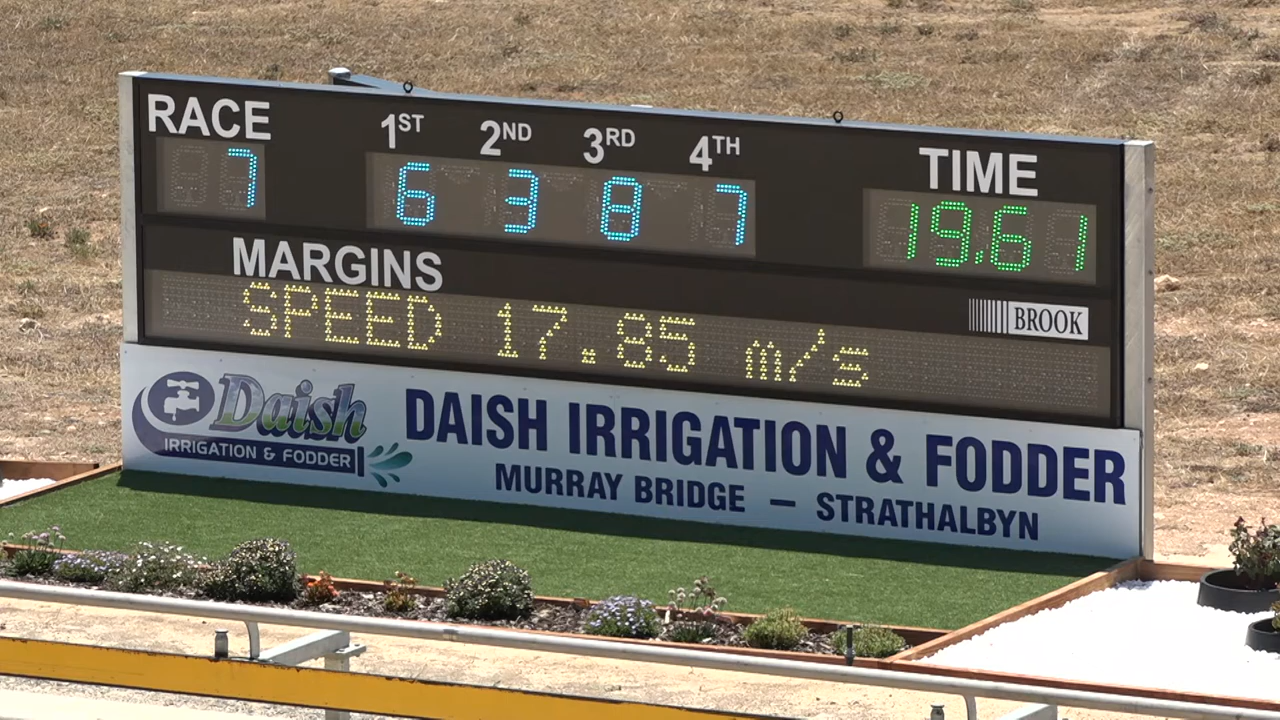 RACE 1ST 2ND 3RD 4TH TIME
7 6 3 8 7 19.61
MARGINS
BROOK
SPEED 17.85 m/s
Daish
IRRIGATION & FODDER
DAISH IRRIGATION & FODDER
MURRAY BRIDGE — STRATHALBYN